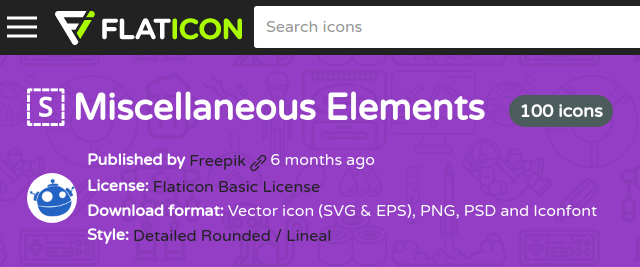 FLATICON
Search icons
S Miscellaneous Elements 100 icons
Published by Freepik 6 months ago
License: Flaticon Basic License
Download format: Vector icon (SVG & EPS), PNG, PSD and Iconfont
Style: Detailed Rounded / Lineal